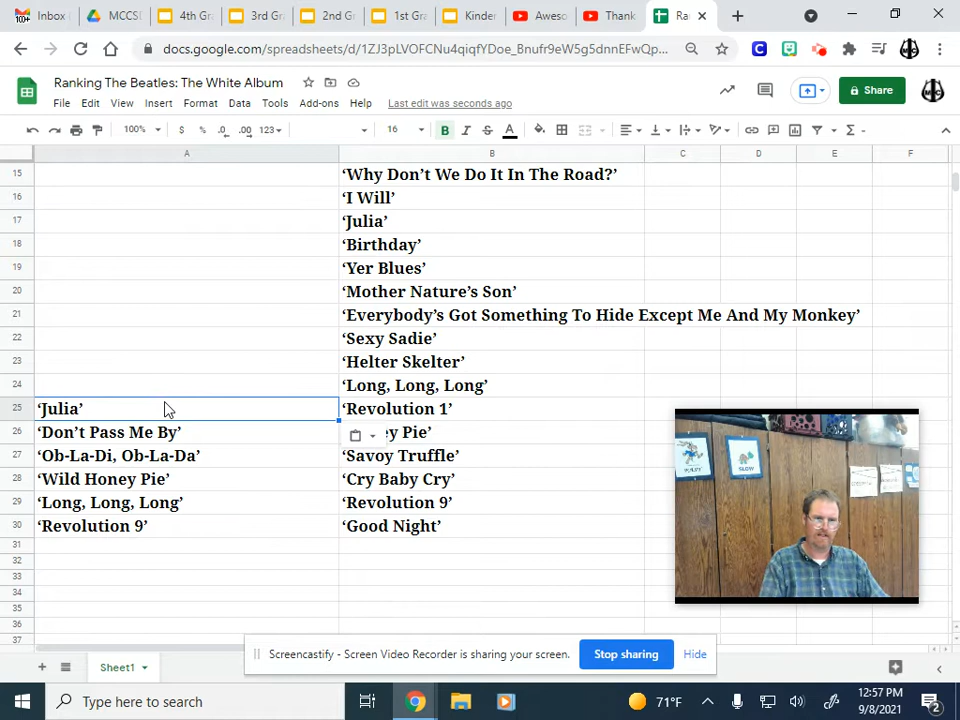 Inbox
MCCSC
4th Gr
3rd Gr
2nd Gr
1st Gra
Kinder
Aweso
Thank
Ra
docs.google.com/spreadsheets/d/1ZJ3pLVOFCNu4qiqfYDoe_Bnufr9eW5g5dnnEFwQp...
Ranking The Beatles: The White Album
File Edit View Insert Format Data Tools Add-ons Help Last edit was seconds ago
Share
100% $ % .0 .00 123 16 B I S A
A B C D E F
15 ‘Why Don’t We Do It In The Road?’
16 ‘I Will’
17 ‘Julia’
18 ‘Birthday’
19 ‘Yer Blues’
20 ‘Mother Nature’s Son’
21 ‘Everybody’s Got Something To Hide Except Me And My Monkey’
22 ‘Sexy Sadie’
23 ‘Helter Skelter’
24 ‘Long, Long, Long’
25 ‘Julia’ ‘Revolution 1’
26 ‘Don’t Pass Me By’ ey Pie’
27 ‘Ob-La-Di, Ob-La-Da’ ‘Savoy Truffle’
28 ‘Wild Honey Pie’ ‘Cry Baby Cry’
29 ‘Long, Long, Long’ ‘Revolution 9’
30 ‘Revolution 9’ ‘Good Night’
31
32
33
34
35
36
37
SLOW
Screencastify - Screen Video Recorder is sharing your screen. Stop sharing Hide
Sheet1
Type here to search
71°F
12:57 PM
9/8/2021
2